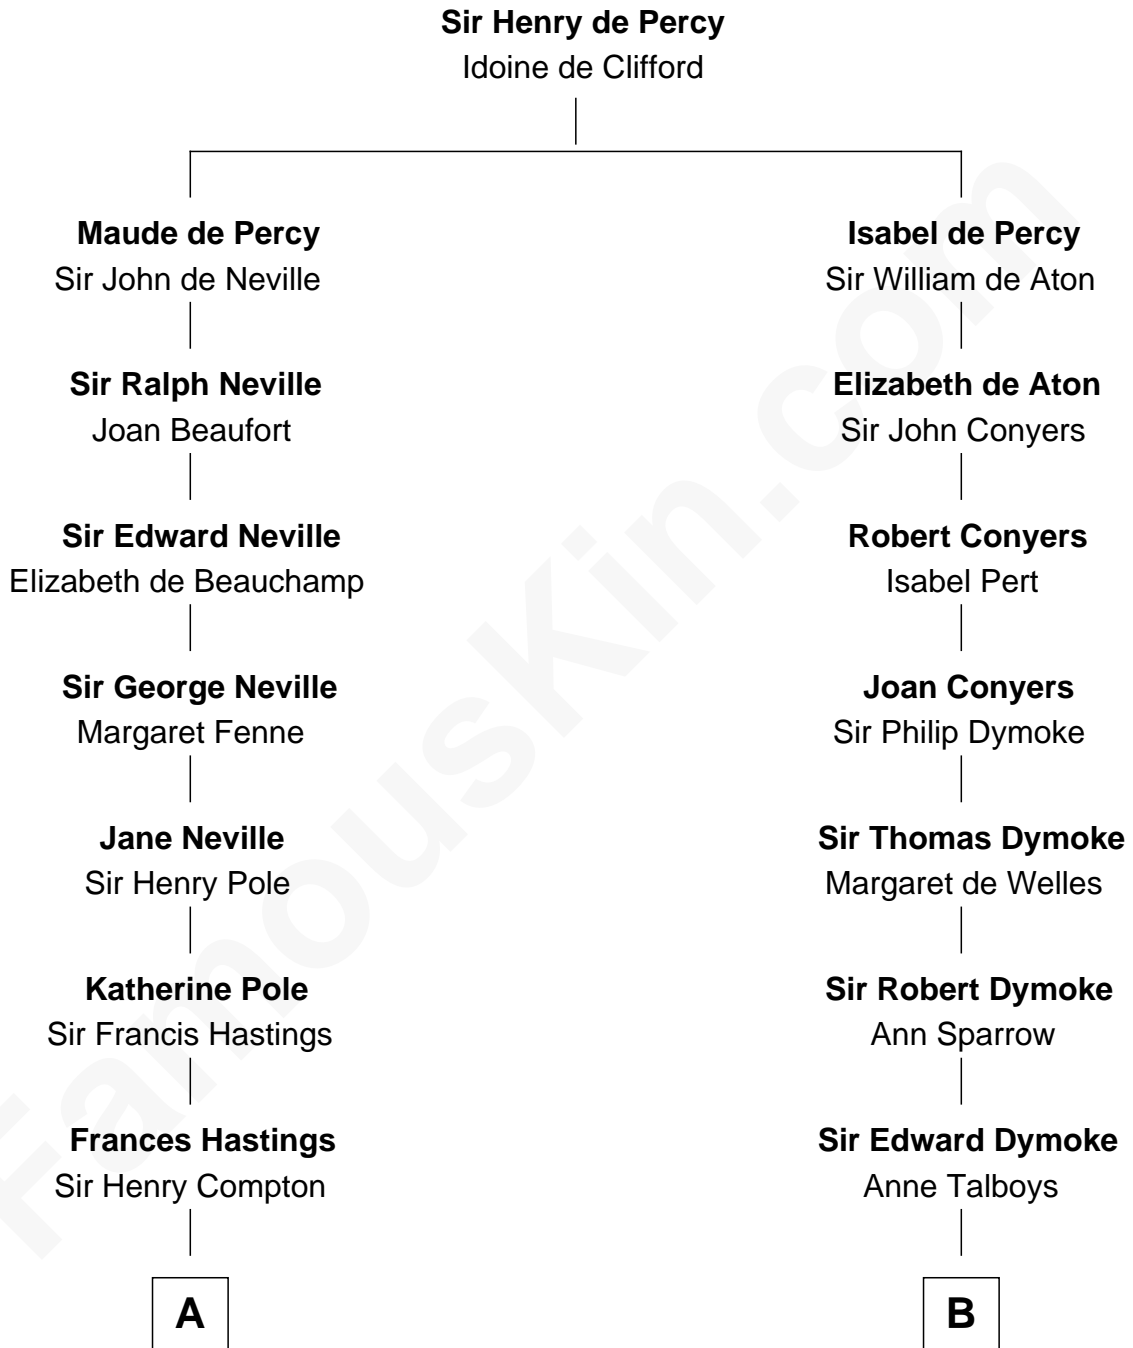 Sir Henry de Percy
Idoine de Clifford
Maude de Percy
Sir John de Neville
Isabel de Percy
Sir William de Aton
Sir Ralph Neville
Joan Beaufort
Elizabeth de Aton
Sir John Conyers
Sir Edward Neville
Elizabeth de Beauchamp
Robert Conyers
Isabel Pert
Sir George Neville
Margaret Fenne
Joan Conyers
Sir Philip Dymoke
Jane Neville
Sir Henry Pole
Sir Thomas Dymoke
Margaret de Welles
Katherine Pole
Sir Francis Hastings
Sir Robert Dymoke
Ann Sparrow
Frances Hastings
Sir Henry Compton
Sir Edward Dymoke
Anne Talboys
A
B
FamousKin.com